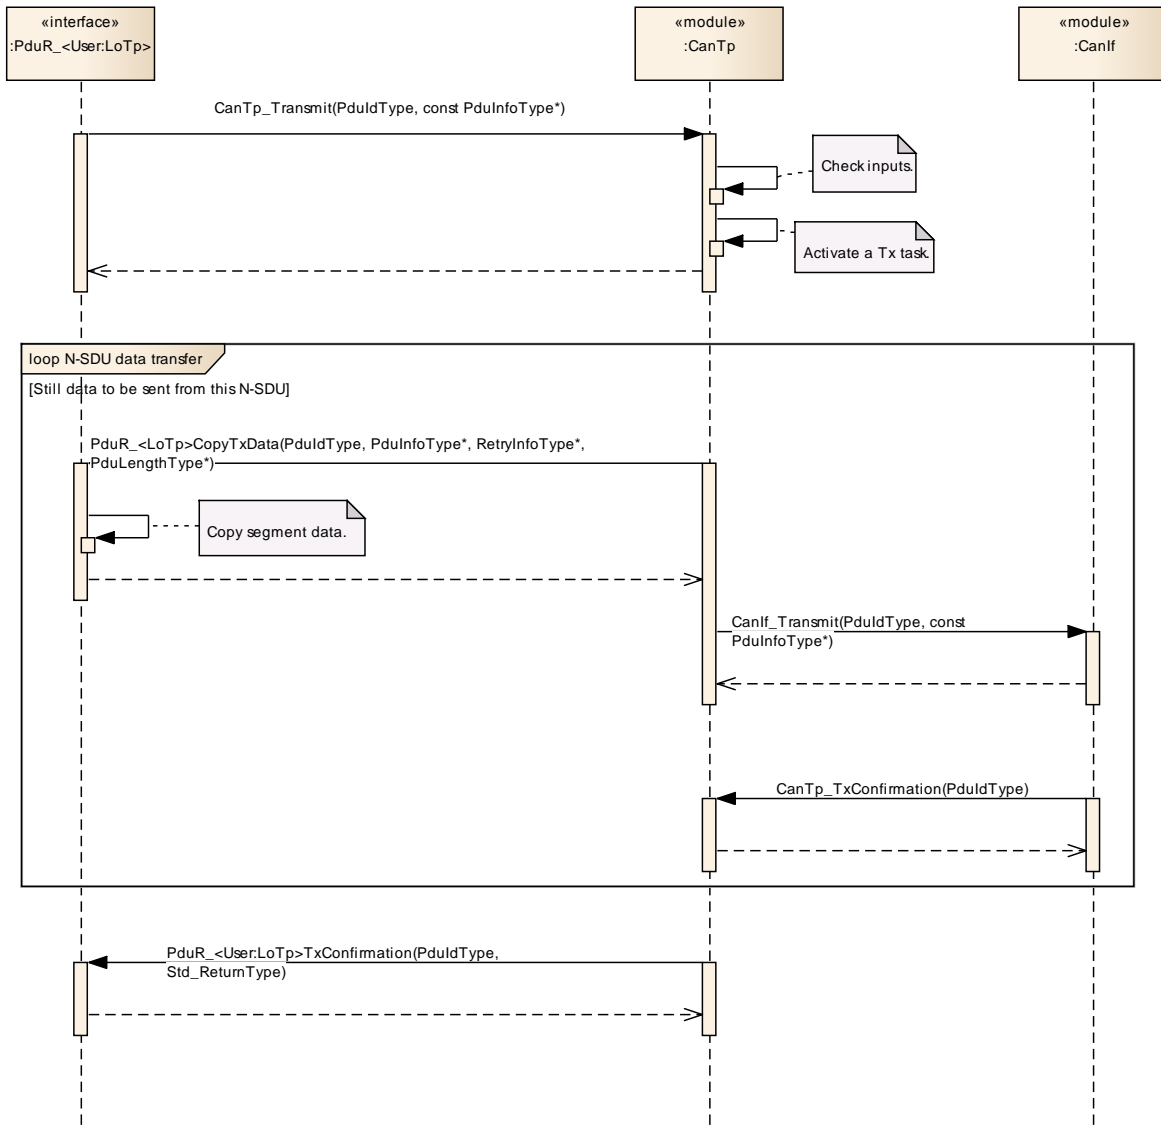 «interface»
:PduR_<User:LoTp>
«module»
:CanTp
«module»
:CanIf
CanTp_Transmit(PduIdType, const PduInfoType*)
Check inputs.
Activate a Tx task.
loop N-SDU data transfer
[Still data to be sent from this N-SDU]
PduR_<LoTp>CopyTxData(PduIdType, PduInfoType*, RetryInfoType*,
PduLengthType*)
Copy segment data.
CanIf_Transmit(PduIdType, const
PduInfoType*)
CanTp_TxConfirmation(PduIdType)
PduR_<User:LoTp>TxConfirmation(PduIdType,
Std_ReturnType)